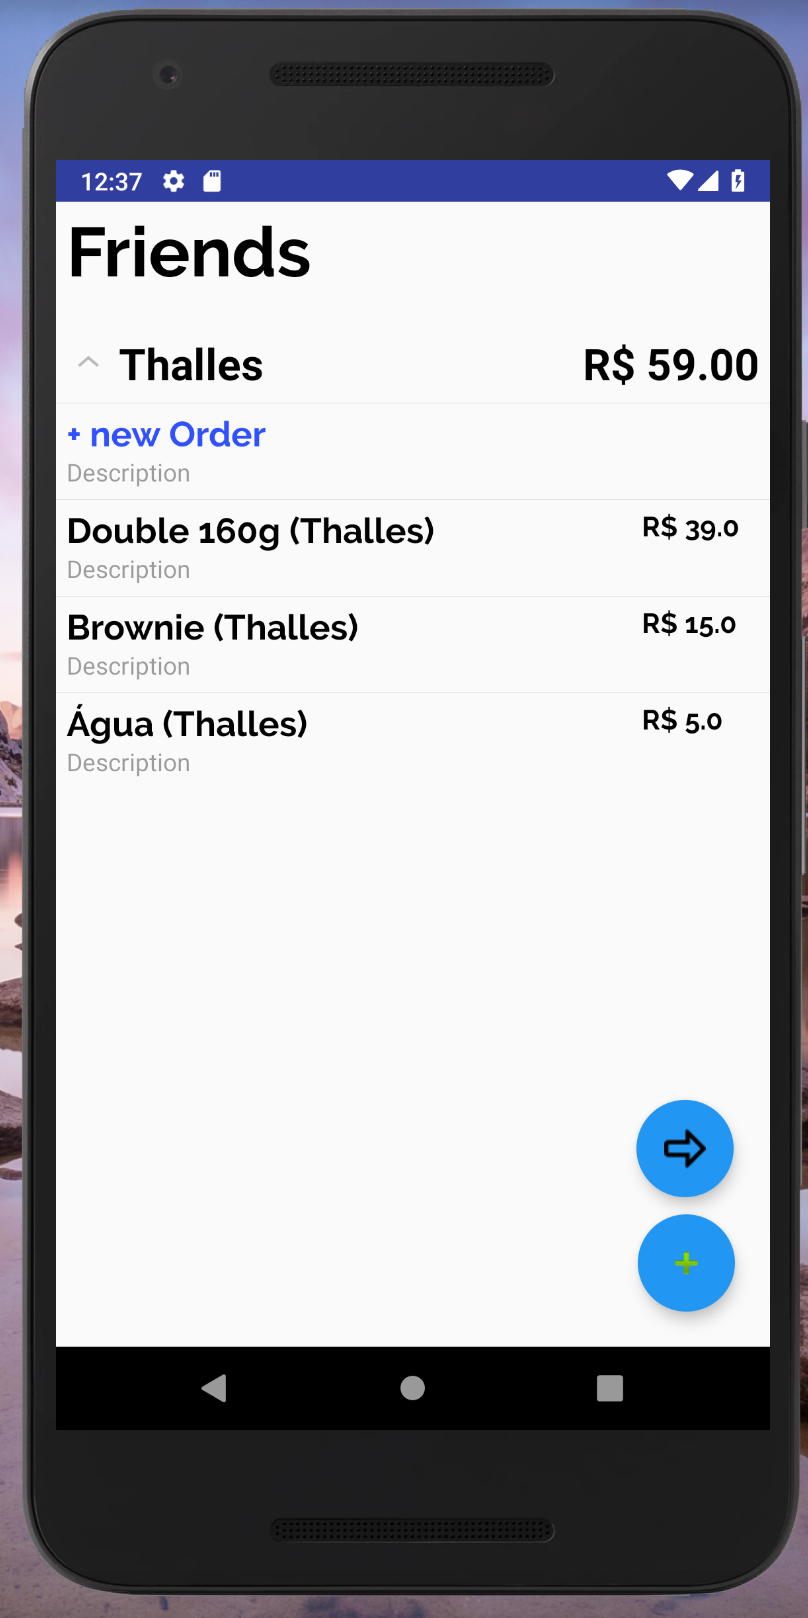 12:37
Friends
Thalles R$ 59.00
+ new Order
Description
Double 160g (Thalles) R$ 39.0
Description
Brownie (Thalles) R$ 15.0
Description
Água (Thalles) R$ 5.0
Description